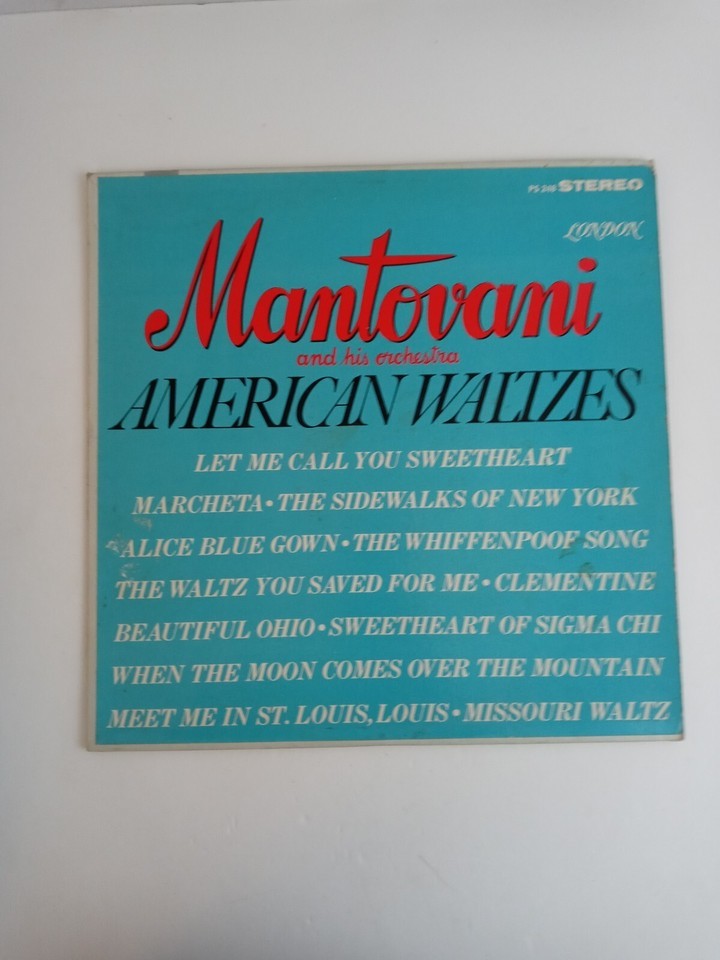 PS 248 STEREO
LONDON
Mantovani
and his orchestra
AMERICAN WALTZES
LET ME CALL YOU SWEETHEART
MARCHETA • THE SIDEWALKS OF NEW YORK
ALICE BLUE GOWN • THE WHIFFENPOOF SONG
THE WALTZ YOU SAVED FOR ME • CLEMENTINE
BEAUTIFUL OHIO • SWEETHEART OF SIGMA CHI
WHEN THE MOON COMES OVER THE MOUNTAIN
MEET ME IN ST. LOUIS, LOUIS • MISSOURI WALTZ